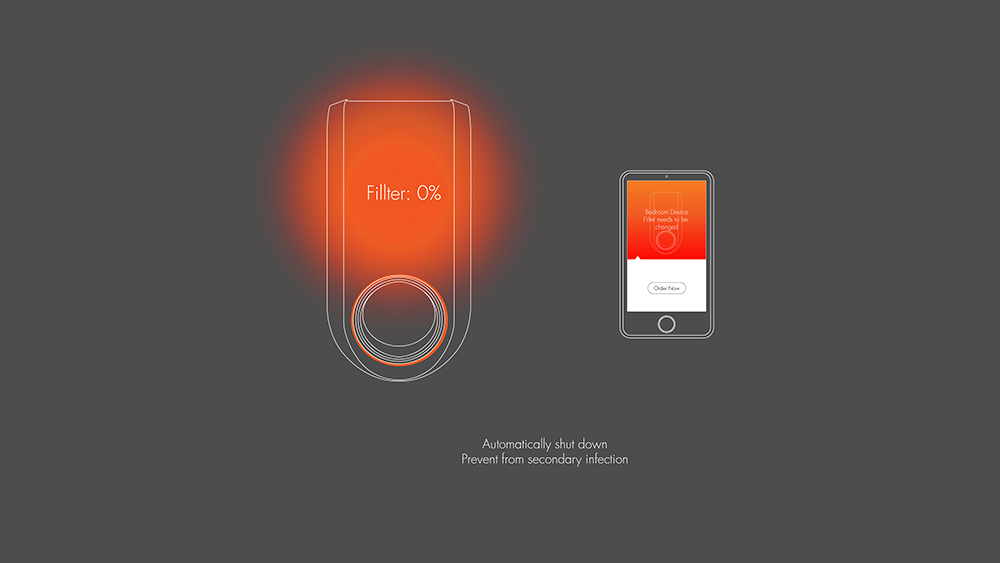 Fillter: 0%
Bedroom Device
Filter needs to be
changed
Order Now
Automatically shut down
Prevent from secondary infection